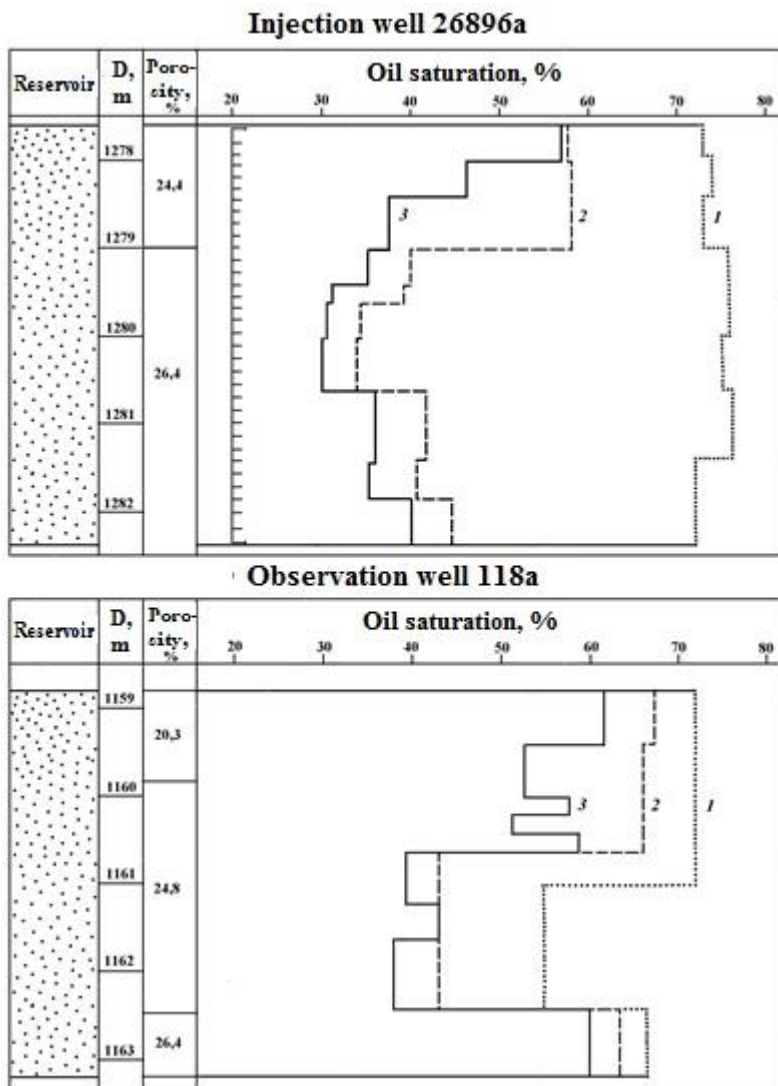 Injection well 26896a
Reservoir
D,
m
Poro-
sity,
%
Oil saturation, %
20 30 40 50 60 70 80
1278
24,4
3 2 1
1279
1280
26,4
1281
1282
Observation well 118a
Reservoir
D,
m
Poro-
sity,
%
Oil saturation, %
20 30 40 50 60 70 80
1159
20,3
1160
3 2 1
1161
24,8
1162
26,4
1163